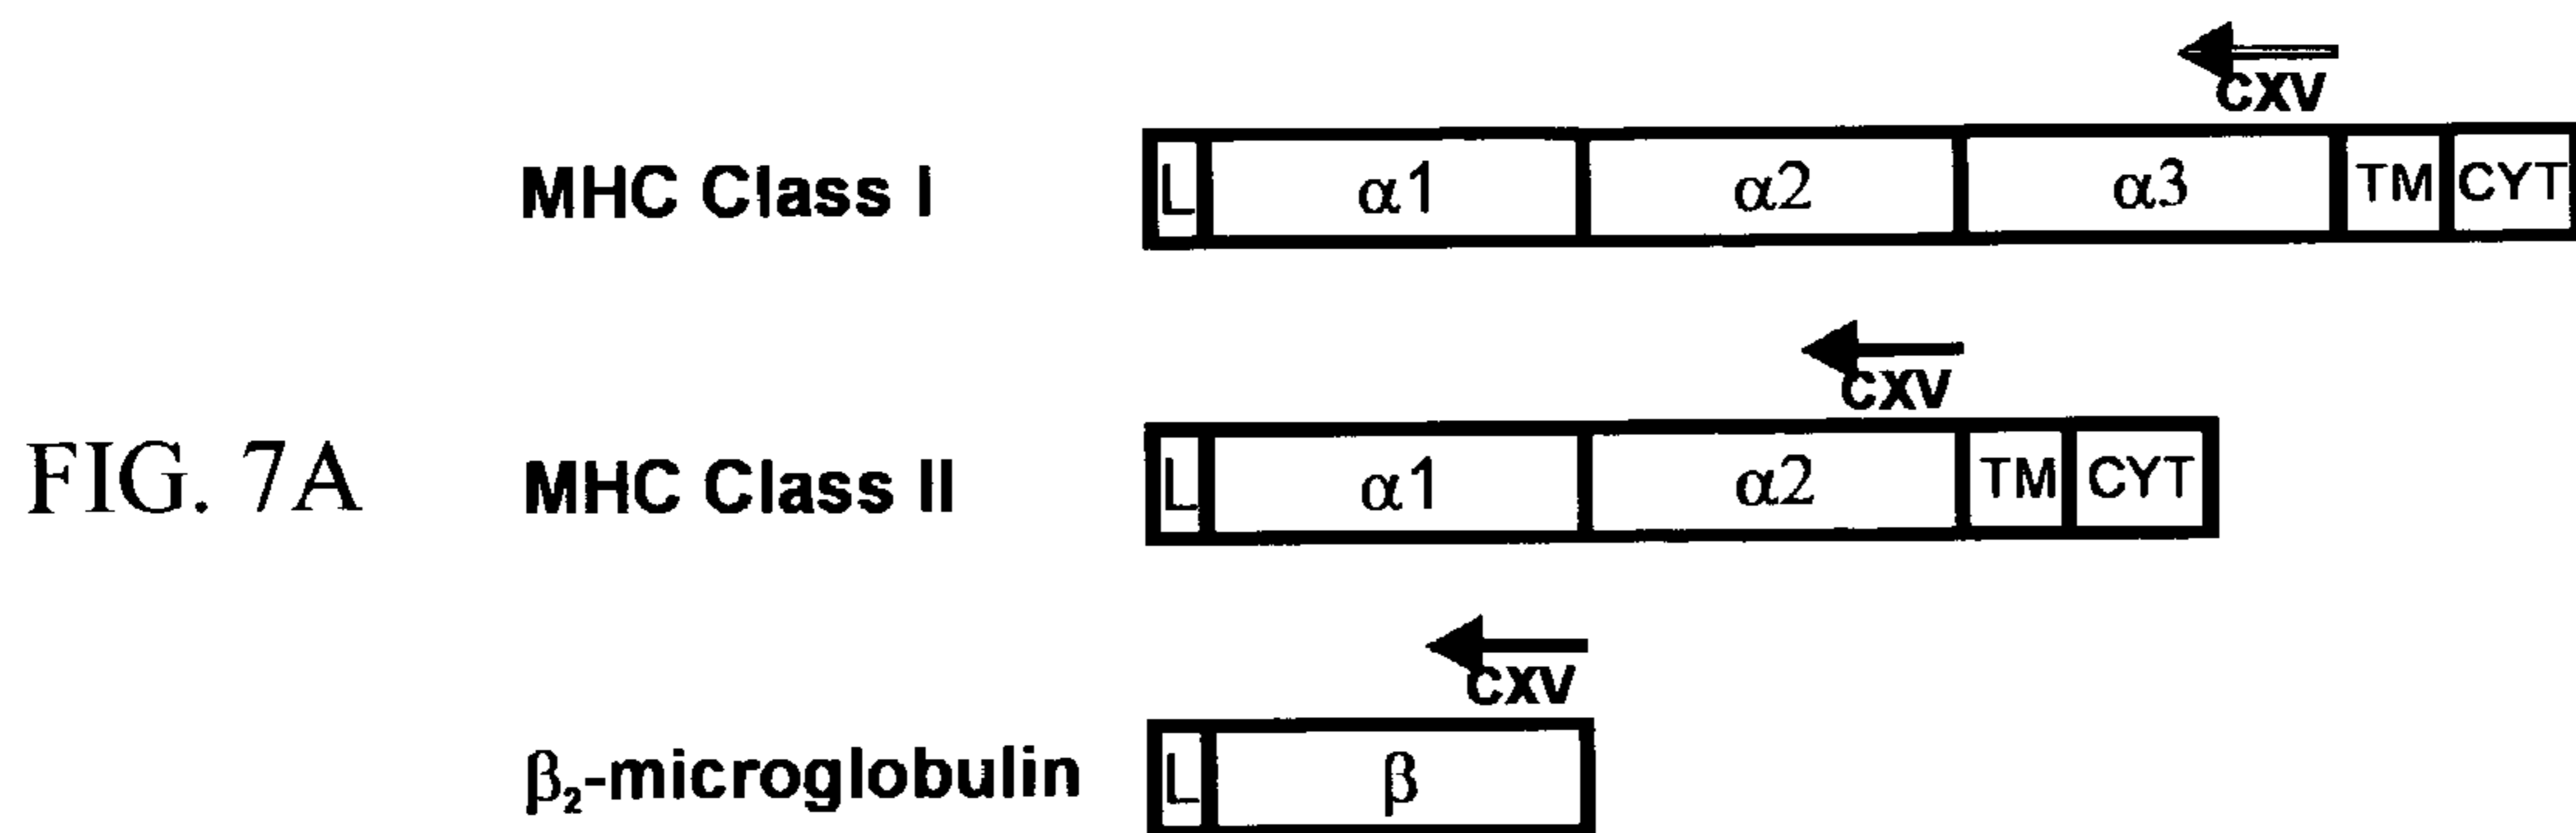 CXV
MHC Class I L α1 α2 α3 TM CYT
CXV
FIG. 7A MHC Class II L α1 α2 TM CYT
CXV
β₂-microglobulin L β